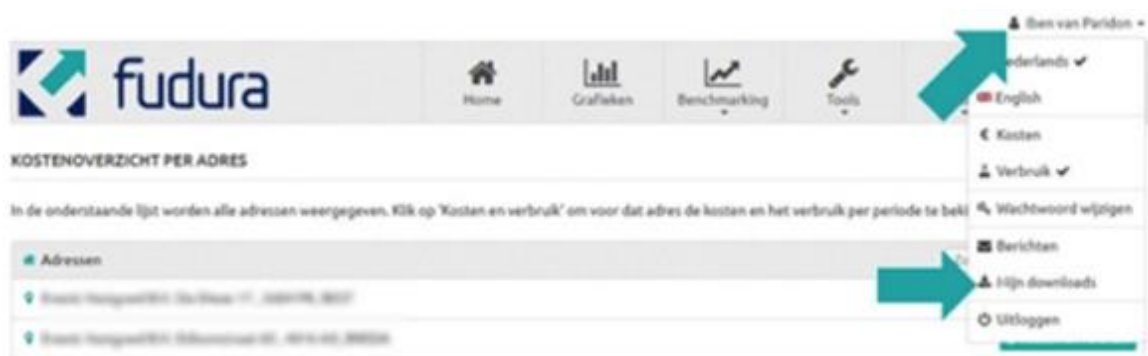 Iben van Paridon
fudura
Home
Grafieken
Benchmarking
Tools
ederlands
English
€ Kosten
Verbruik
Wachtwoord wijzigen
Berichten
Mijn downloads
Uitloggen
KOSTENOVERZICHT PER ADRES
In de onderstaande lijst worden alle adressen weergegeven. Klik op 'Kosten en verbruik' om voor dat adres de kosten en het verbruik per periode te beki
Adressen